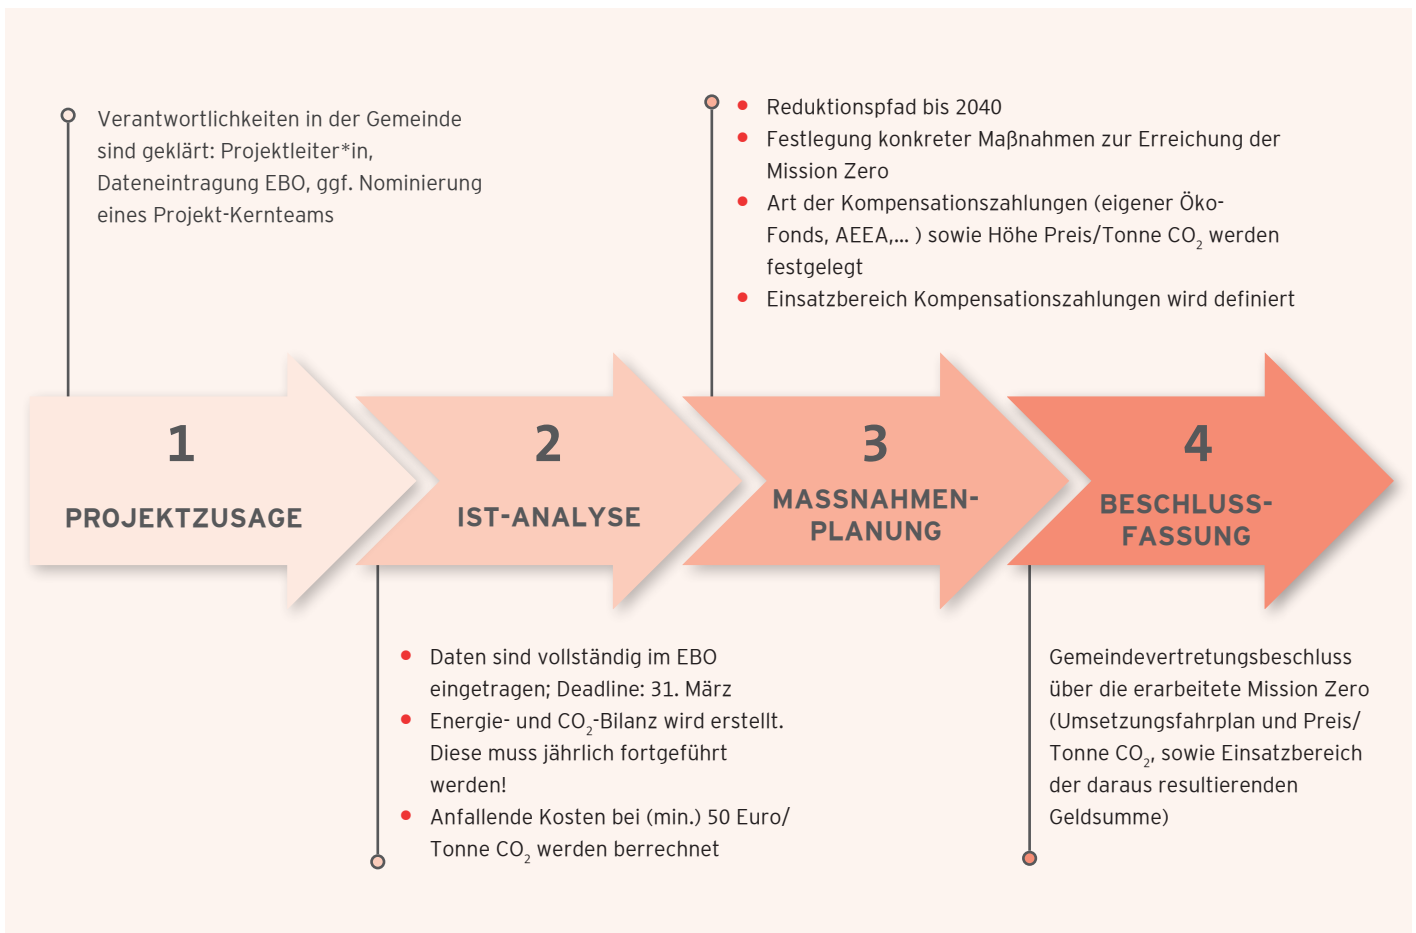 Verantwortlichkeiten in der Gemeinde
sind geklärt: Projektleiter*in,
Dateneintragung EBO, ggf. Nominierung
eines Projekt-Kernteams
1
PROJEKTZUSAGE
2
IST-ANALYSE
• Daten sind vollständig im EBO
eingetragen; Deadline: 31. März
• Energie- und CO₂-Bilanz wird erstellt.
Diese muss jährlich fortgeführt
werden!
• Anfallende Kosten bei (min.) 50 Euro/
Tonne CO₂ werden berrechnet
• Reduktionspfad bis 2040
• Festlegung konkreter Maßnahmen zur Erreichung der
Mission Zero
• Art der Kompensationszahlungen (eigener Öko-
Fonds, AEEA,... ) sowie Höhe Preis/Tonne CO₂ werden
festgelegt
• Einsatzbereich Kompensationszahlungen wird definiert
3
MASSNAHMEN-
PLANUNG
4
BESCHLUSS-
FASSUNG
Gemeindevertretungsbeschluss
über die erarbeitete Mission Zero
(Umsetzungsfahrplan und Preis/
Tonne CO₂, sowie Einsatzbereich
der daraus resultierenden
Geldsumme)